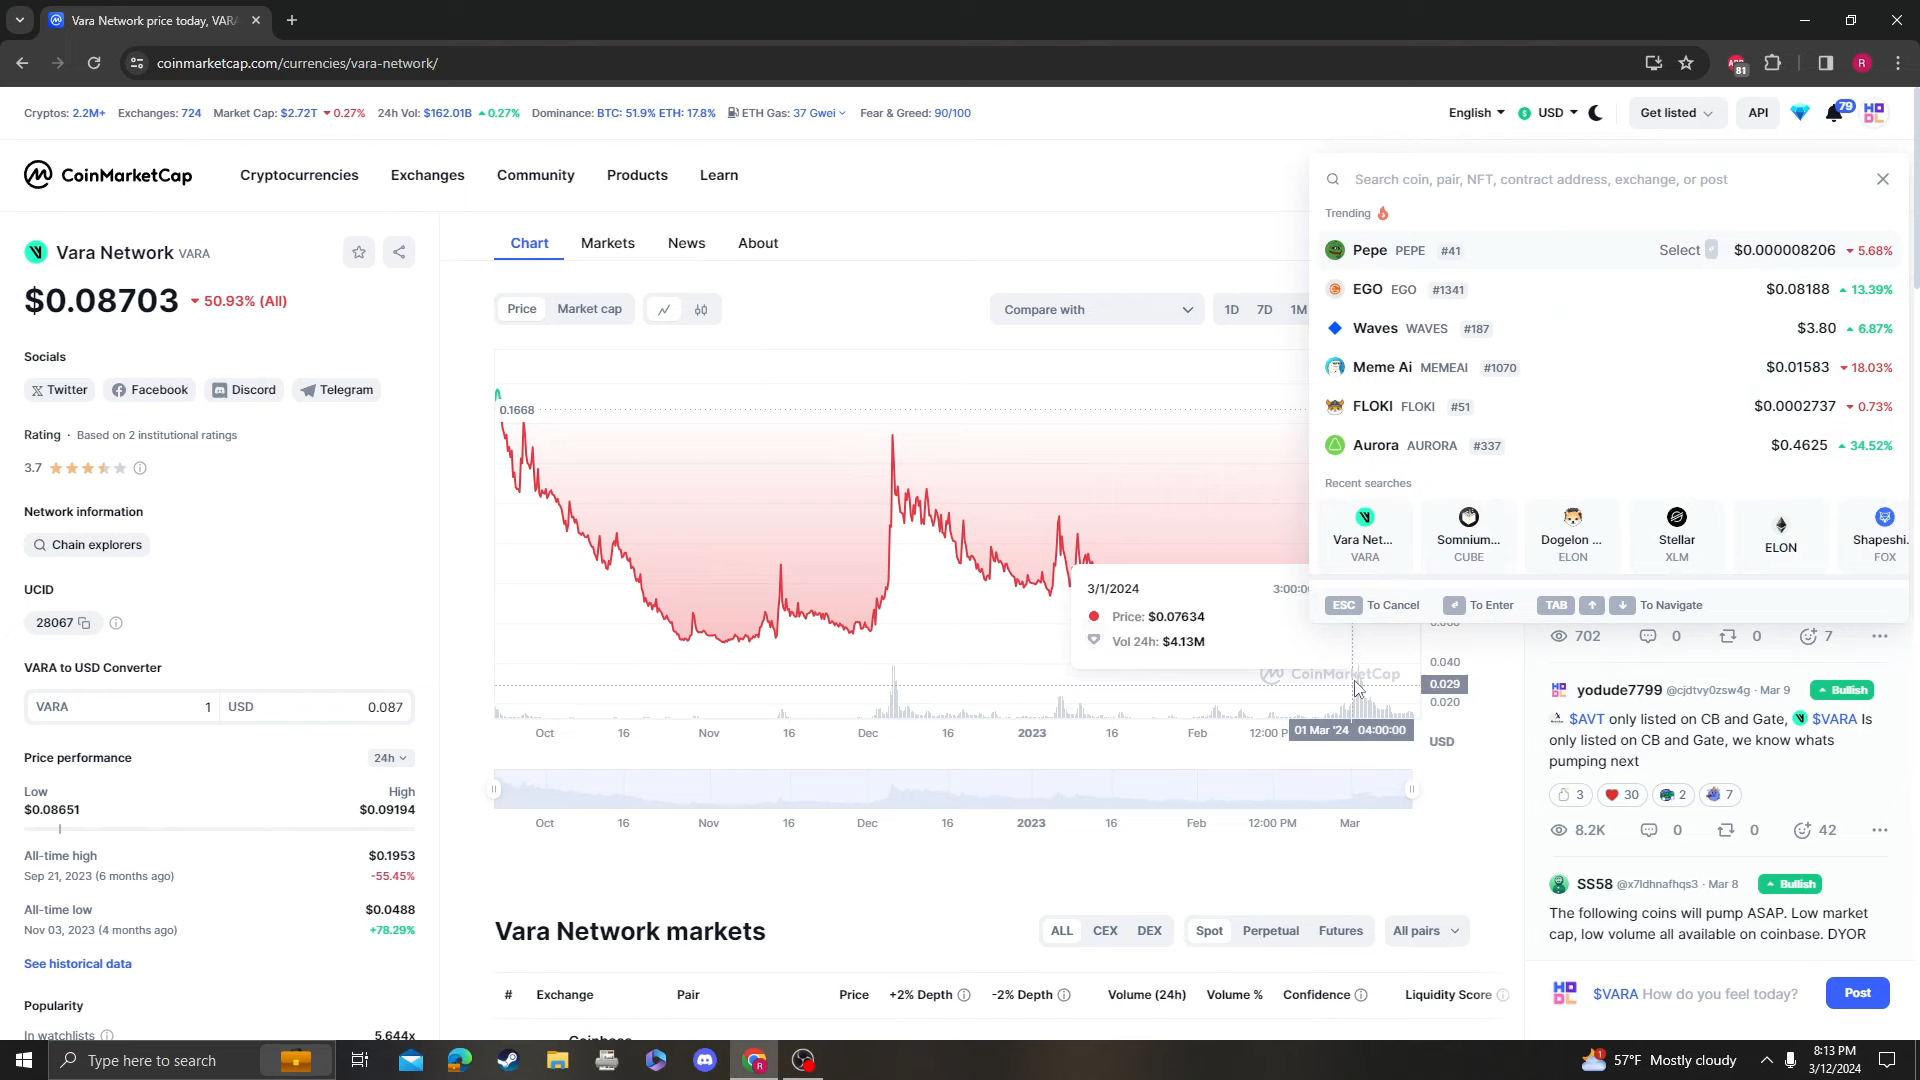 Vara Network price today, VARA
coinmarketcap.com/currencies/vara-network/
81
R
Cryptos: 2.2M+ Exchanges: 724 Market Cap: $2.72T 0.27% 24h Vol: $162.01B 0.27% Dominance: BTC: 51.9% ETH: 17.8% ETH Gas: 37 Gwei Fear & Greed: 90/100
English $ USD Get listed API 79
CoinMarketCap
Cryptocurrencies Exchanges Community Products Learn
Search coin, pair, NFT, contract address, exchange, or post
Trending
Pepe PEPE #41 Select $0.000008206 5.68%
EGO EGO #1341 $0.08188 13.39%
Waves WAVES #187 $3.80 6.87%
Meme Ai MEMEAI #1070 $0.01583 18.03%
FLOKI FLOKI #51 $0.0002737 0.73%
Aurora AURORA #337 $0.4625 34.52%
Recent searches
Vara Net... Somnium... Dogelon ... Stellar ELON Shapeshi.
VARA CUBE ELON XLM FOX
ESC To Cancel To Enter TAB To Navigate
Vara Network VARA
$0.08703 50.93% (All)
Socials
Twitter Facebook Discord Telegram
Rating · Based on 2 institutional ratings
3.7
Network information
Chain explorers
UCID
28067
VARA to USD Converter
VARA 1 USD 0.087
Price performance 24h
Low High
$0.08651 $0.09194
All-time high $0.1953
Sep 21, 2023 (6 months ago) -55.45%
All-time low $0.0488
Nov 03, 2023 (4 months ago) +78.29%
See historical data
Popularity
In watchlists 5,644x
Chart Markets News About
Price Market cap Compare with 1D 7D 1M
0.1668
3/1/2024 3:00:0
Price: $0.07634
Vol 24h: $4.13M
CoinMarketCap
0.040
0.029
0.020
Oct 16 Nov 16 Dec 16 2023 16 Feb 12:00 P 01 Mar '24 04:00:00
USD
Oct 16 Nov 16 Dec 16 2023 16 Feb 12:00 PM Mar
Vara Network markets ALL CEX DEX Spot Perpetual Futures All pairs
# Exchange Pair Price +2% Depth -2% Depth Volume (24h) Volume % Confidence Liquidity Score
Coinbase
702 0 0 7
yodude7799 @cjdtvy0zsw4g · Mar 9 Bullish
$AVT only listed on CB and Gate, $VARA Is
only listed on CB and Gate, we know whats
pumping next
3 30 2 7
8.2K 0 0 42
SS58 @x7ldhnafhqs3 · Mar 8 Bullish
The following coins will pump ASAP. Low market
cap, low volume all available on coinbase. DYOR
$VARA How do you feel today? Post
Type here to search
57°F Mostly cloudy
8:13 PM
3/12/2024